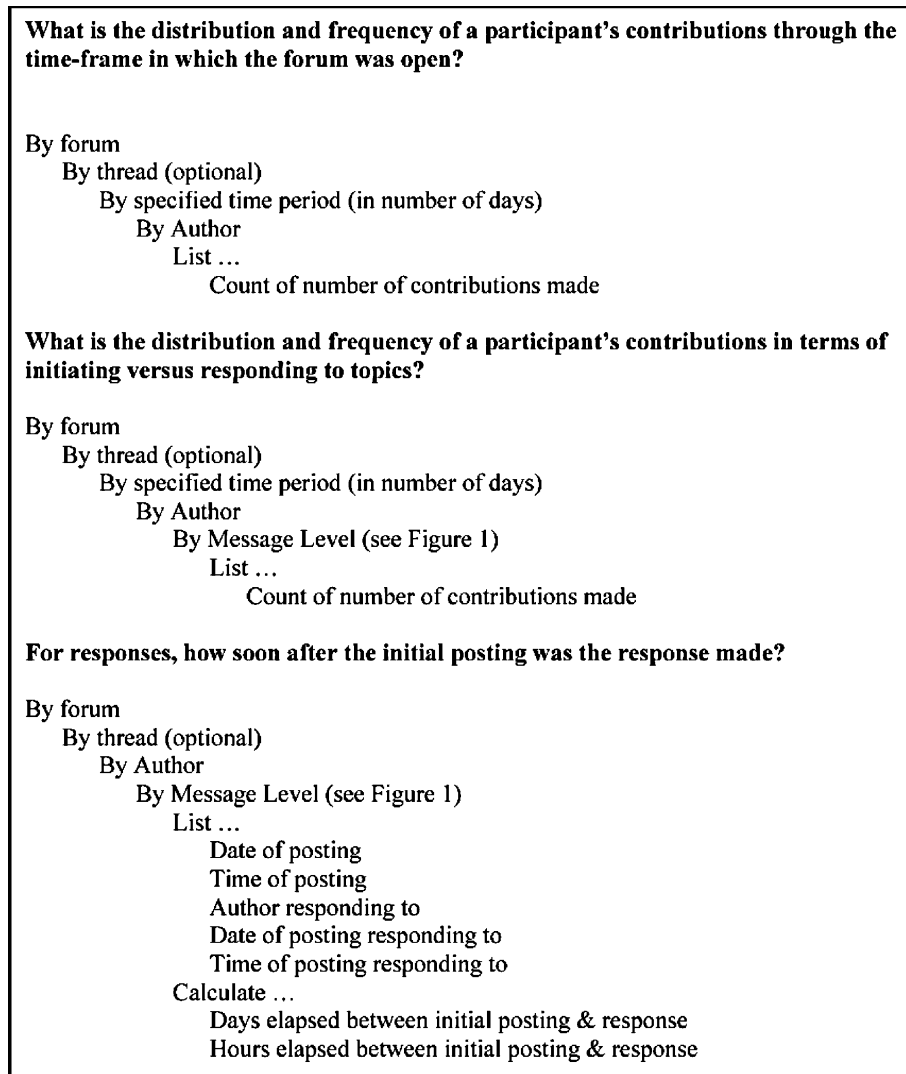 What is the distribution and frequency of a participant's contributions through the
time-frame in which the forum was open?
By forum
By thread (optional)
By specified time period (in number of days)
By Author
List ...
Count of number of contributions made
What is the distribution and frequency of a participant's contributions in terms of
initiating versus responding to topics?
By forum
By thread (optional)
By specified time period (in number of days)
By Author
By Message Level (see Figure 1)
List ...
Count of number of contributions made
For responses, how soon after the initial posting was the response made?
By forum
By thread (optional)
By Author
By Message Level (see Figure 1)
List ...
Date of posting
Time of posting
Author responding to
Date of posting responding to
Time of posting responding to
Calculate ...
Days elapsed between initial posting & response
Hours elapsed between initial posting & response